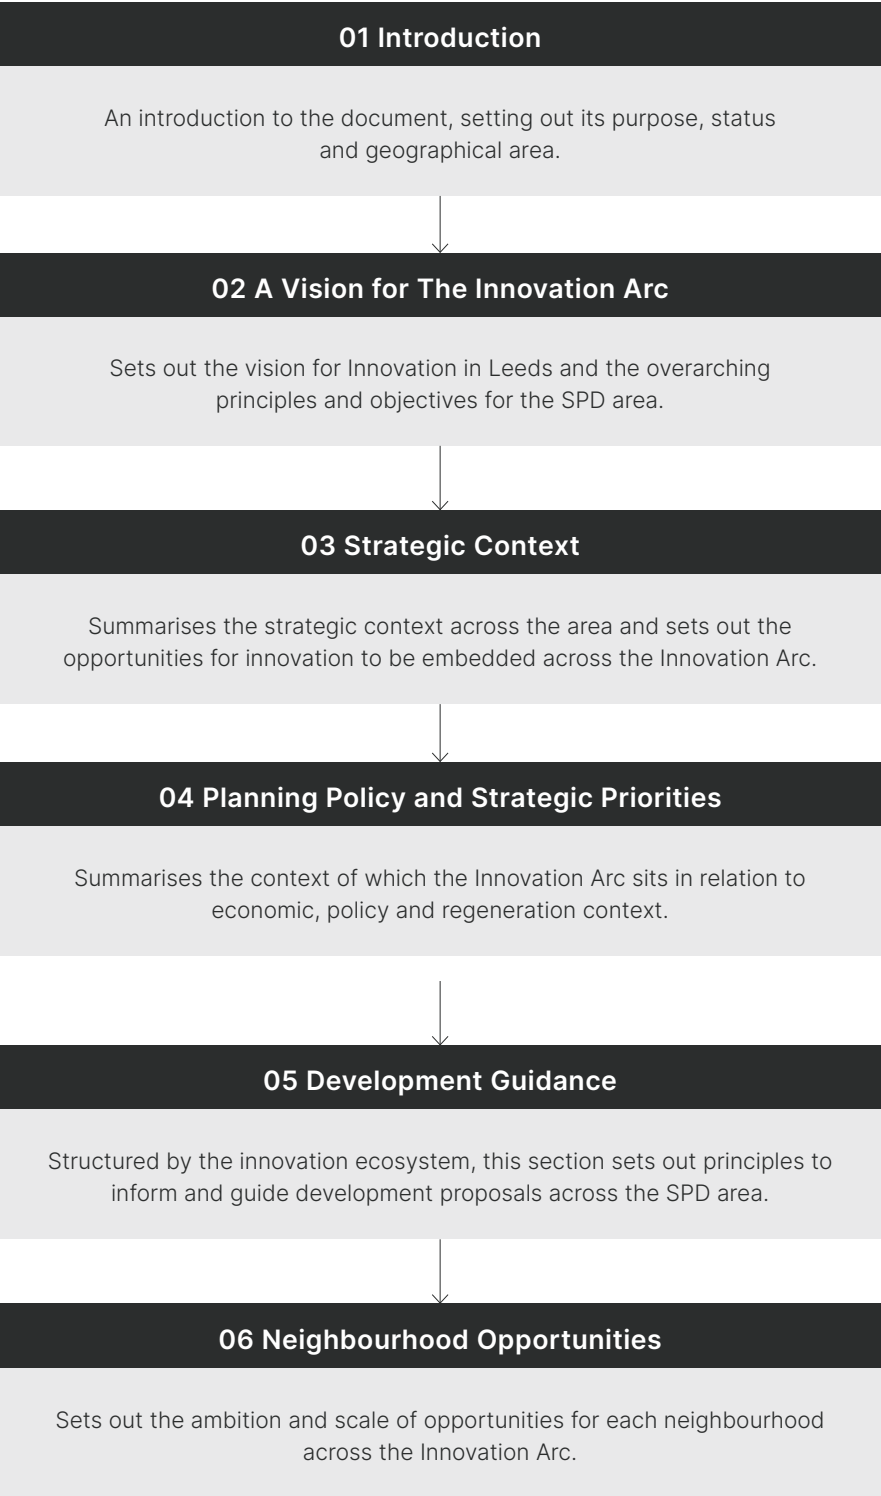 01 Introduction
An introduction to the document, setting out its purpose, status
and geographical area.
02 A Vision for The Innovation Arc
Sets out the vision for Innovation in Leeds and the overarching
principles and objectives for the SPD area.
03 Strategic Context
Summarises the strategic context across the area and sets out the
opportunities for innovation to be embedded across the Innovation Arc.
04 Planning Policy and Strategic Priorities
Summarises the context of which the Innovation Arc sits in relation to
economic, policy and regeneration context.
05 Development Guidance
Structured by the innovation ecosystem, this section sets out principles to
inform and guide development proposals across the SPD area.
06 Neighbourhood Opportunities
Sets out the ambition and scale of opportunities for each neighbourhood
across the Innovation Arc.